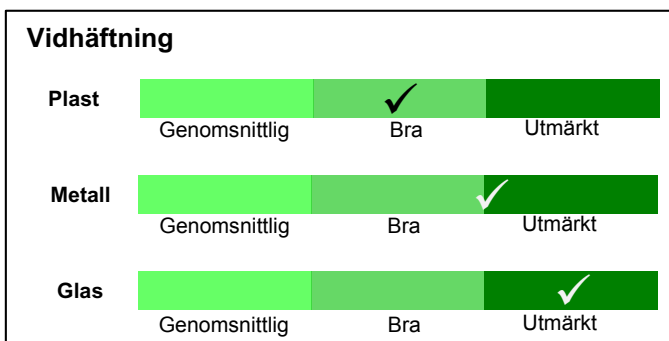 Vidhäftning
Plast
Genomsnittlig Bra Utmärkt
Metall
Genomsnittlig Bra Utmärkt
Glas
Genomsnittlig Bra Utmärkt